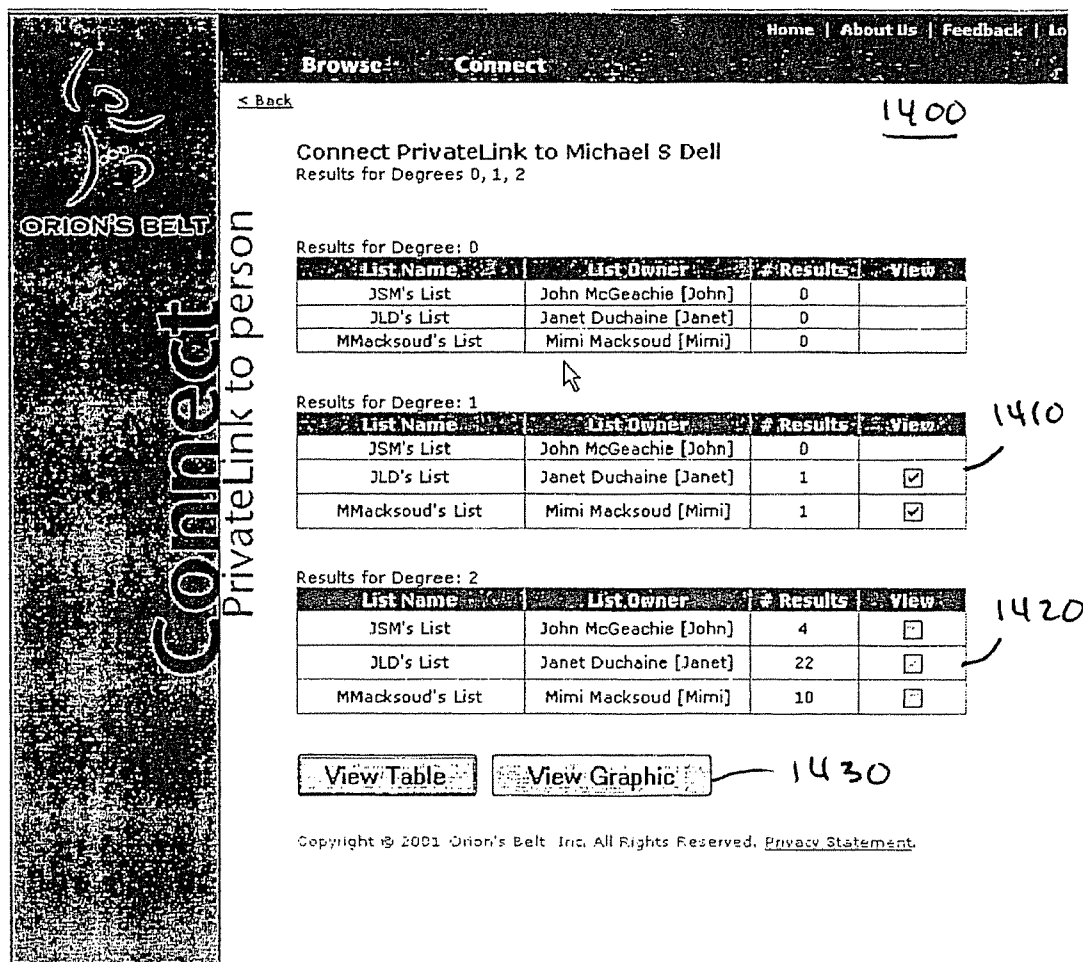 Home | About Us | Feedback | Lo
Browse Connect
< Back
1400
ORION'S BELT
Connect
PrivateLink to person
Connect PrivateLink to Michael S Dell
Results for Degrees 0, 1, 2
Results for Degree: 0
List Name List Owner # Results View
JSM's List John McGeachie [John] 0
JLD's List Janet Duchaine [Janet] 0
MMacksoud's List Mimi Macksoud [Mimi] 0
Results for Degree: 1
List Name List Owner # Results View
1410
JSM's List John McGeachie [John] 0
JLD's List Janet Duchaine [Janet] 1
MMacksoud's List Mimi Macksoud [Mimi] 1
Results for Degree: 2
List Name List Owner # Results View
1420
JSM's List John McGeachie [John] 4
JLD's List Janet Duchaine [Janet] 22
MMacksoud's List Mimi Macksoud [Mimi] 10
View Table View Graphic 1430
Copyright © 2001 Orion's Belt Inc. All Rights Reserved. Privacy Statement.